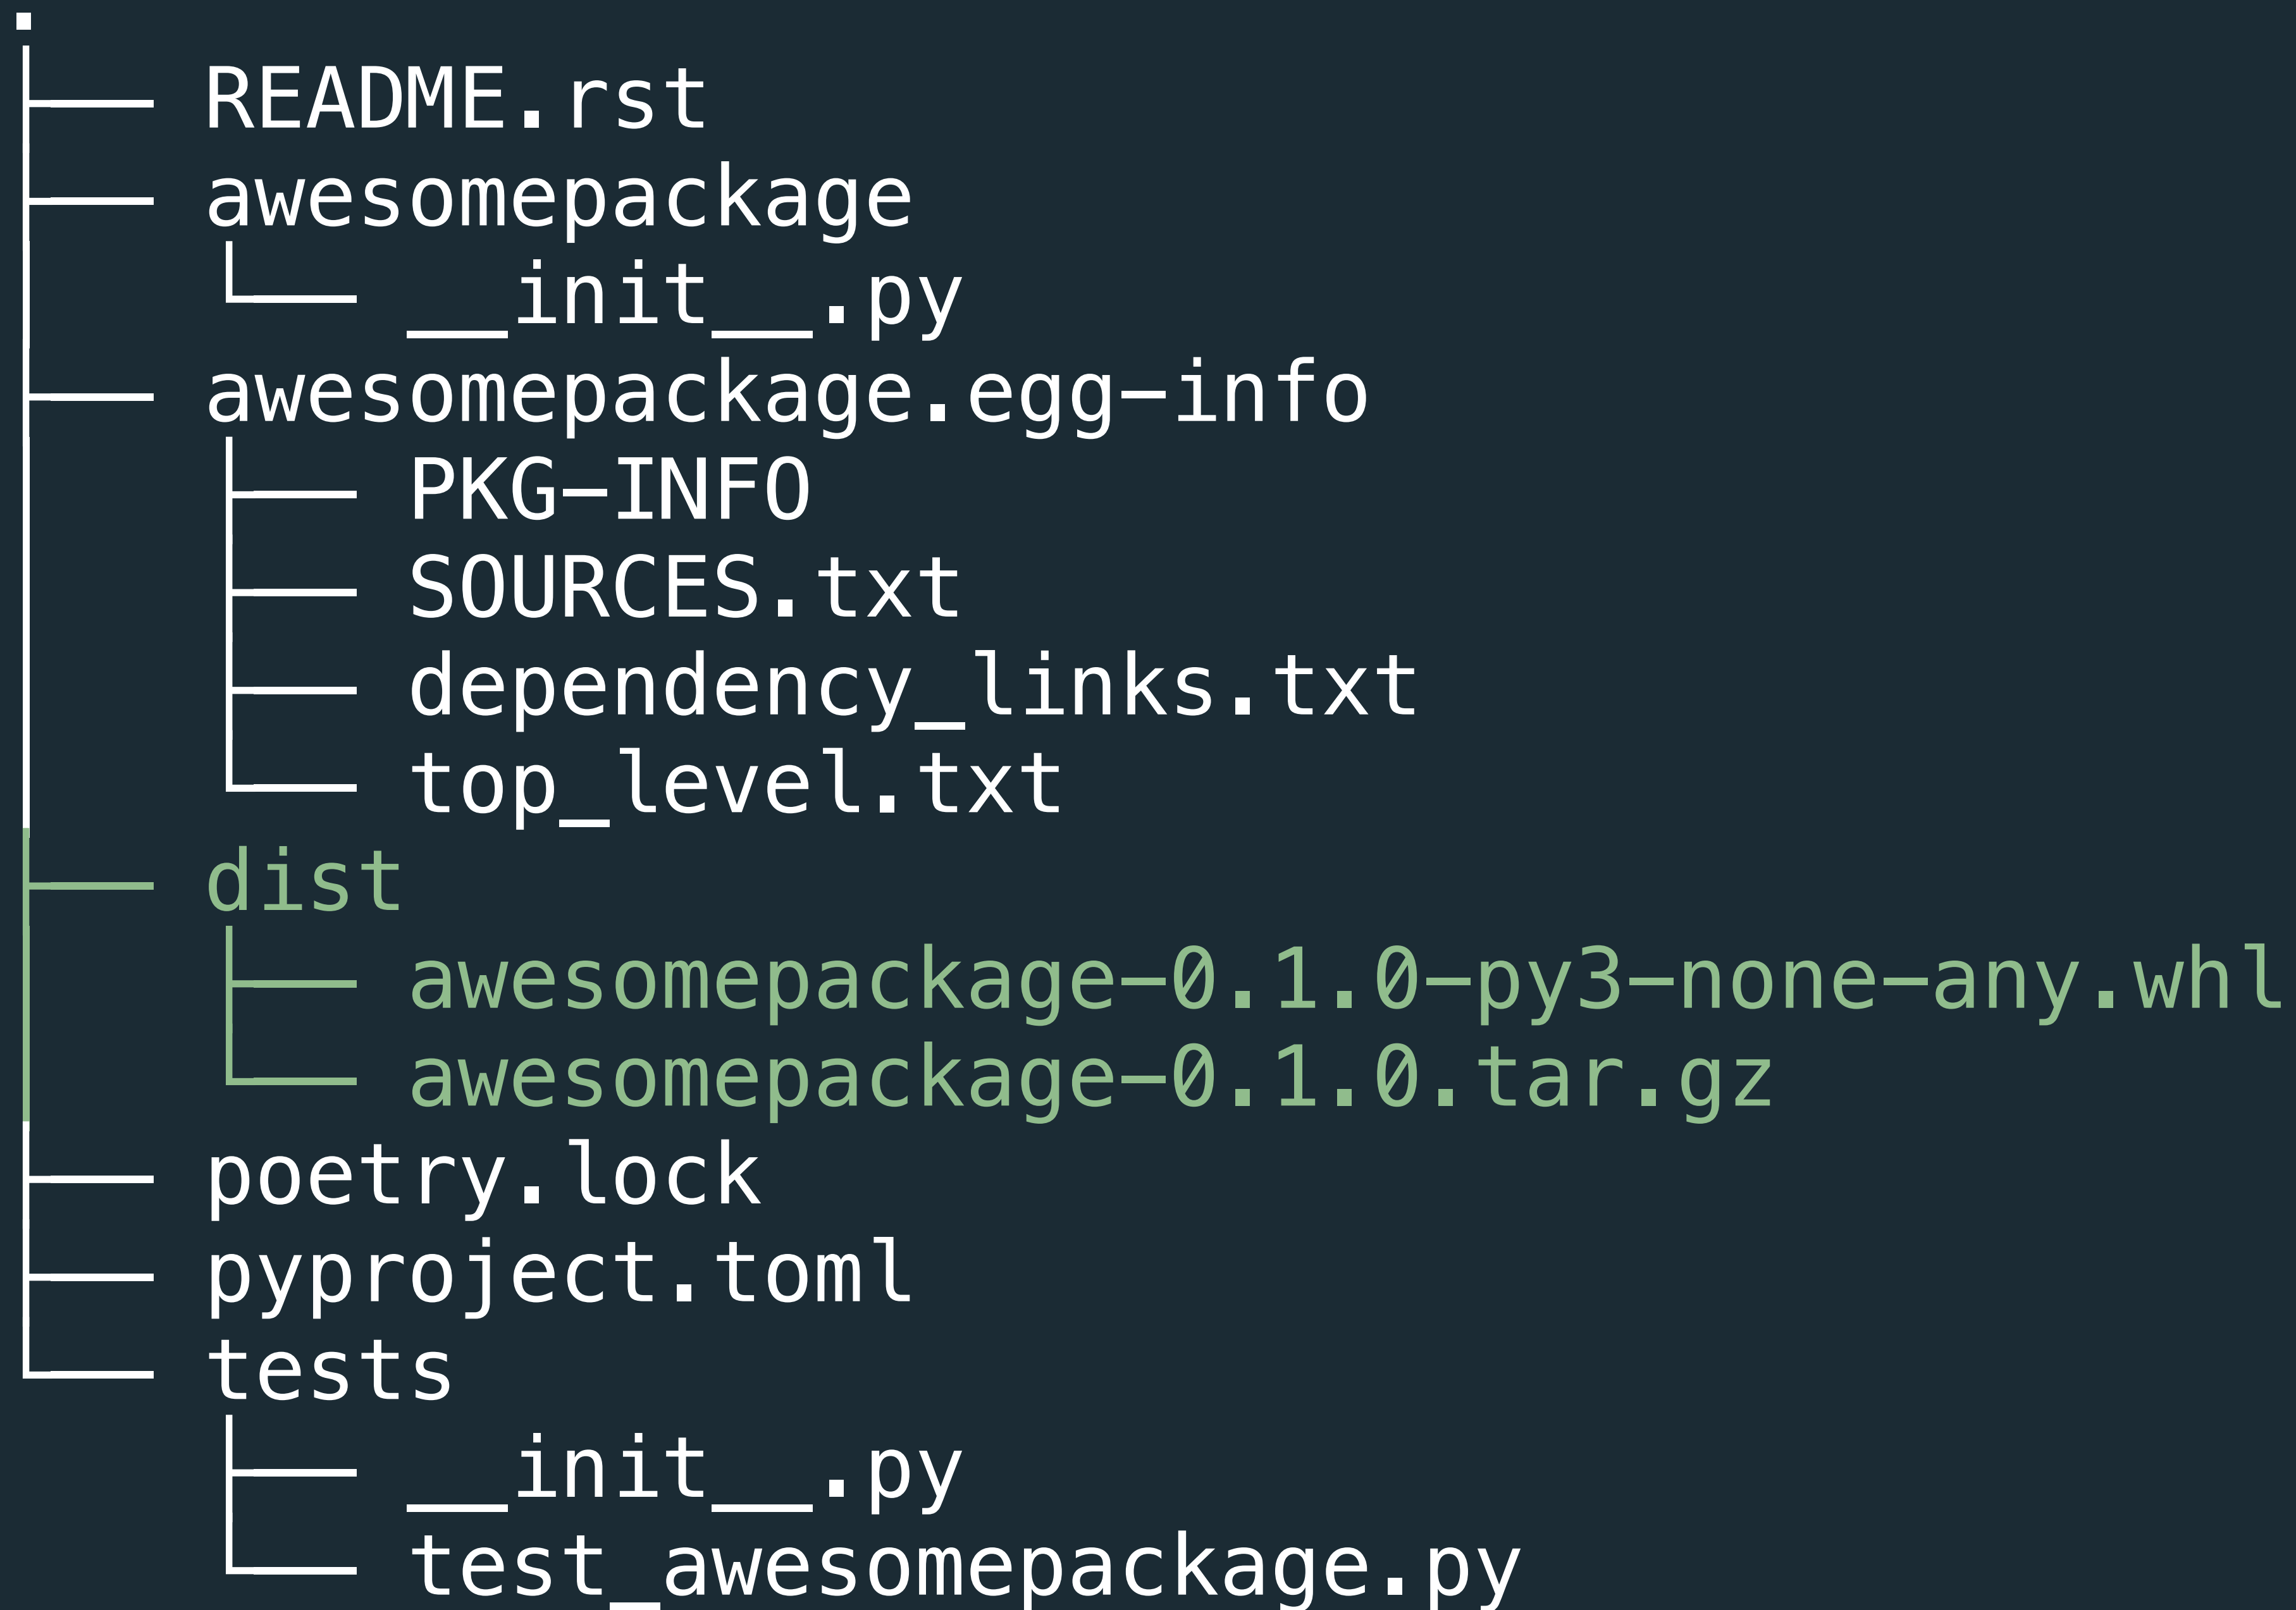 .
├── README.rst
├── awesomepackage
│   └── __init__.py
├── awesomepackage.egg-info
│   ├── PKG-INFO
│   ├── SOURCES.txt
│   ├── dependency_links.txt
│   └── top_level.txt
├── dist
│   ├── awesomepackage-0.1.0-py3-none-any.whl
│   └── awesomepackage-0.1.0.tar.gz
├── poetry.lock
├── pyproject.toml
└── tests
    ├── __init__.py
    └── test_awesomepackage.py